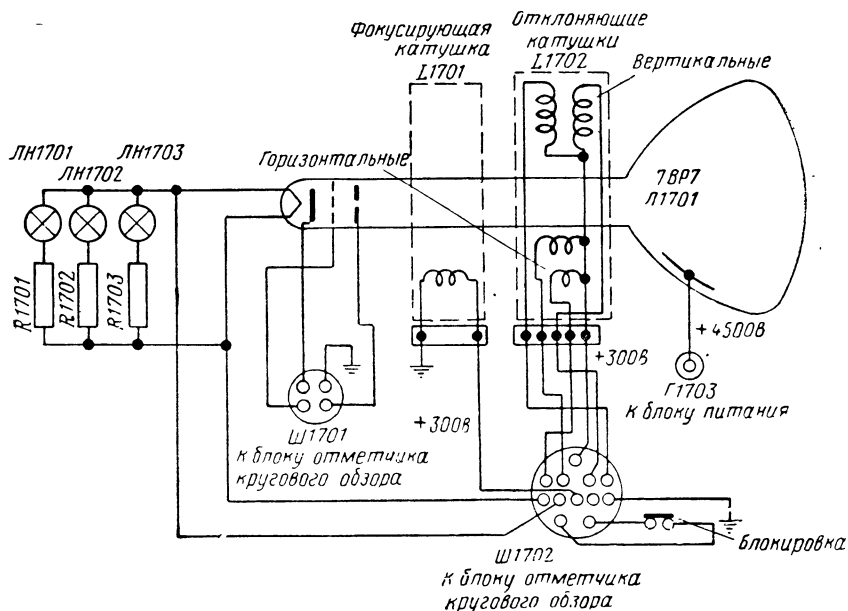 Фокусирующая
катушка
L1701
Отклоняющие
катушки
L1702
Вертикальные
ЛН1701
ЛН1702
ЛН1703
Горизонтальные
7ВР7
Л1701
R1701
R1702
R1703
+4500В
+300В
Г1703
К блоку питания
Ш1701
К блоку отметчика
кругового обзора
+300В
Блокировка
Ш1702
К блоку отметчика
кругового обзора